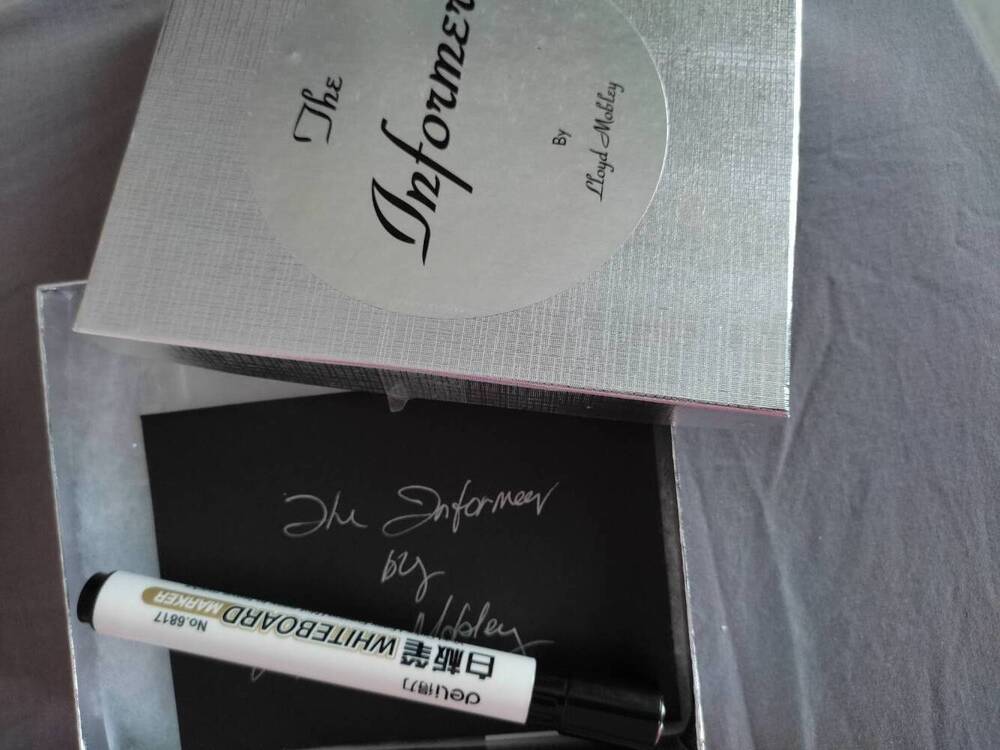 The
Informer
By
Lloyd Mobley
The Informer
by
Mobley
deli得力
白板笔
WHITEBOARD
MARKER
No.6817